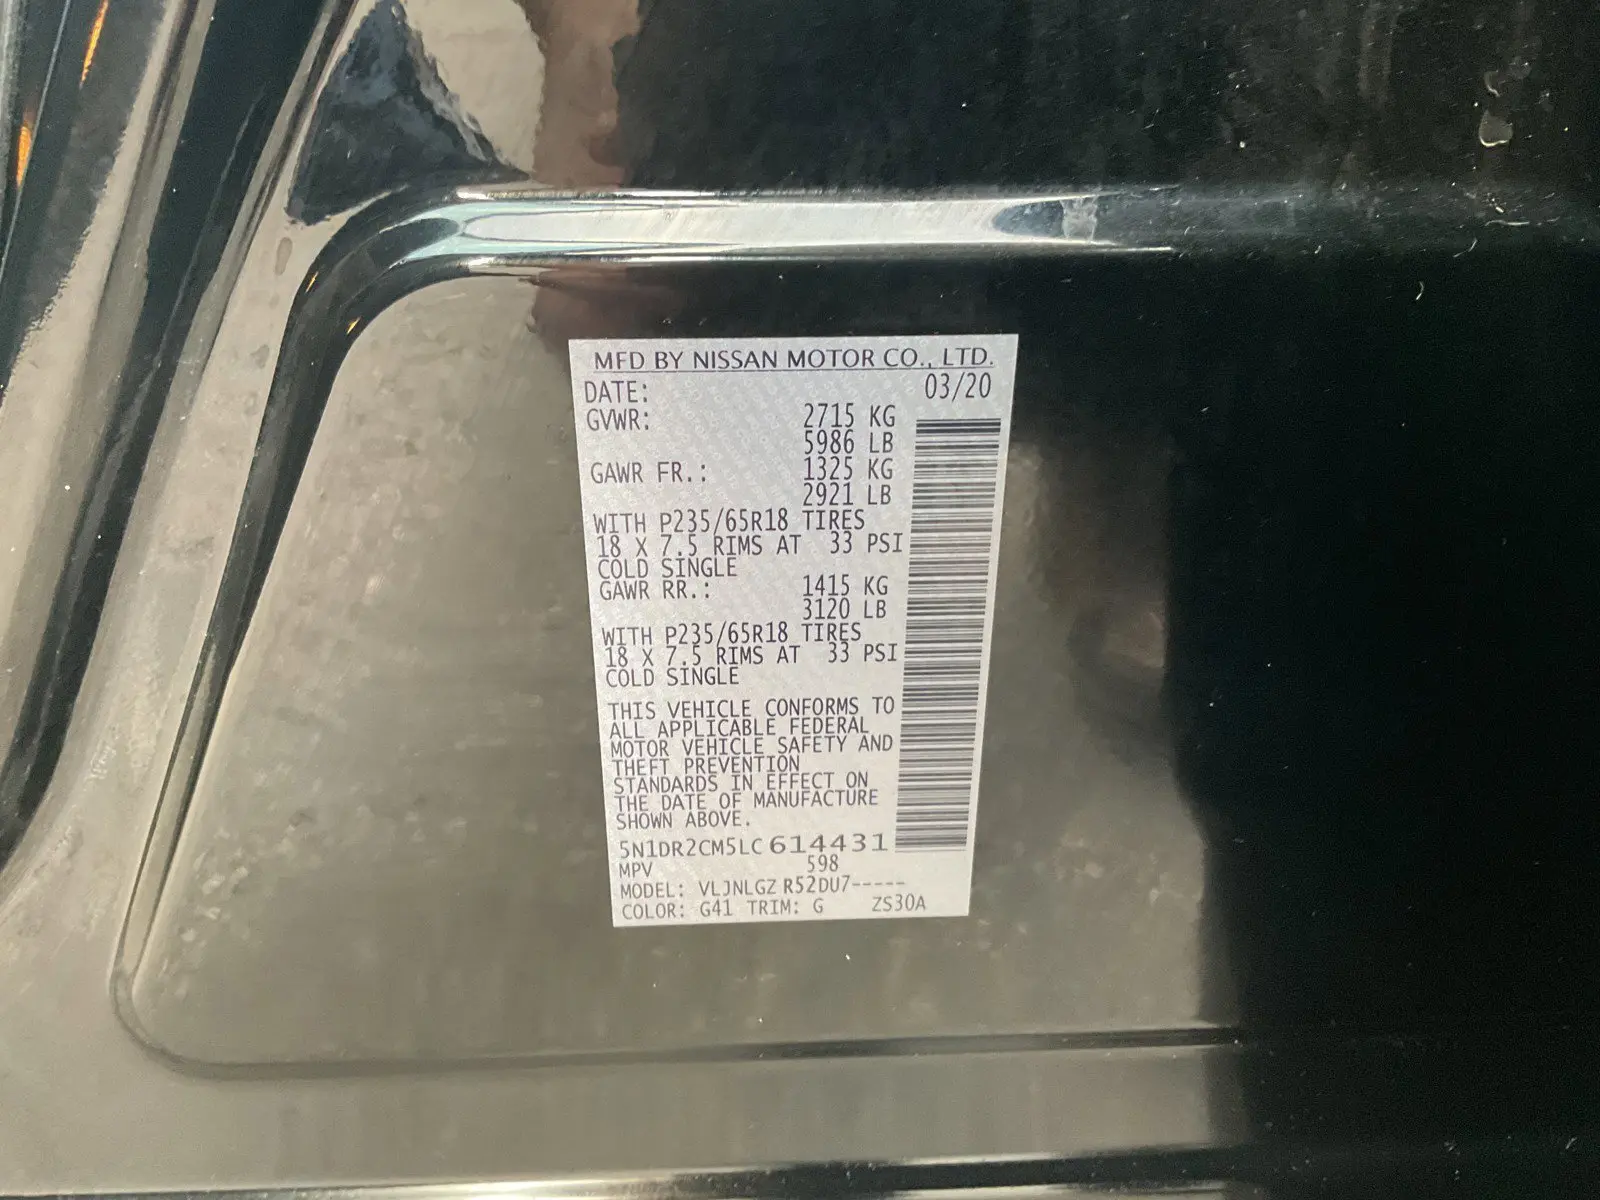 MFD BY NISSAN MOTOR CO., LTD.
DATE: 03/20
GVWR: 2715 KG
5986 LB
GAWR FR.: 1325 KG
2921 LB
WITH P235/65R18 TIRES
18 X 7.5 RIMS AT 33 PSI
COLD SINGLE
GAWR RR.: 1415 KG
3120 LB
WITH P235/65R18 TIRES
18 X 7.5 RIMS AT 33 PSI
COLD SINGLE
THIS VEHICLE CONFORMS TO
ALL APPLICABLE FEDERAL
MOTOR VEHICLE SAFETY AND
THEFT PREVENTION
STANDARDS IN EFFECT ON
THE DATE OF MANUFACTURE
SHOWN ABOVE.
5N1DR2CM5LC614431
MPV 598
MODEL: VLJNLGZ R52DU7-----
COLOR: G41 TRIM: G ZS30A